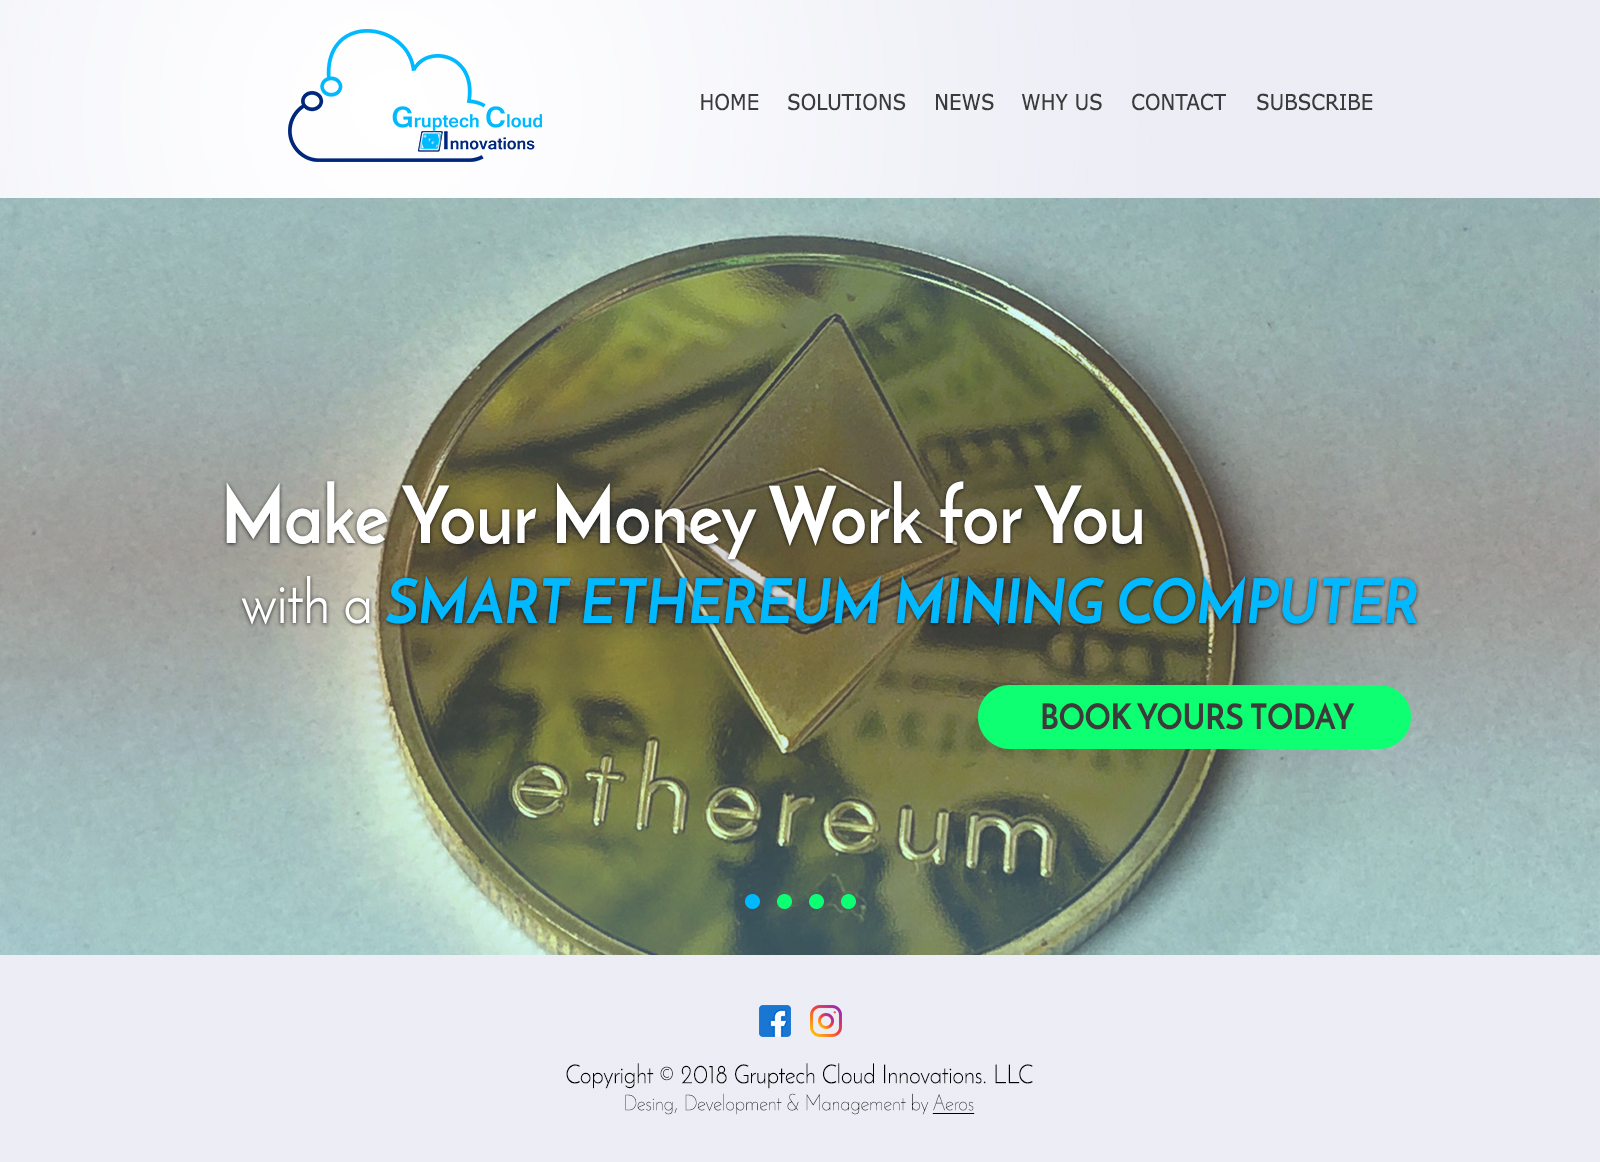 Gruptech Cloud
Innovations
HOME SOLUTIONS NEWS WHY US CONTACT SUBSCRIBE
Make Your Money Work for You
with a SMART ETHEREUM MINING COMPUTER
BOOK YOURS TODAY
ethereum
Copyright © 2018 Gruptech Cloud Innovations. LLC
Desing, Development & Management by Aeros